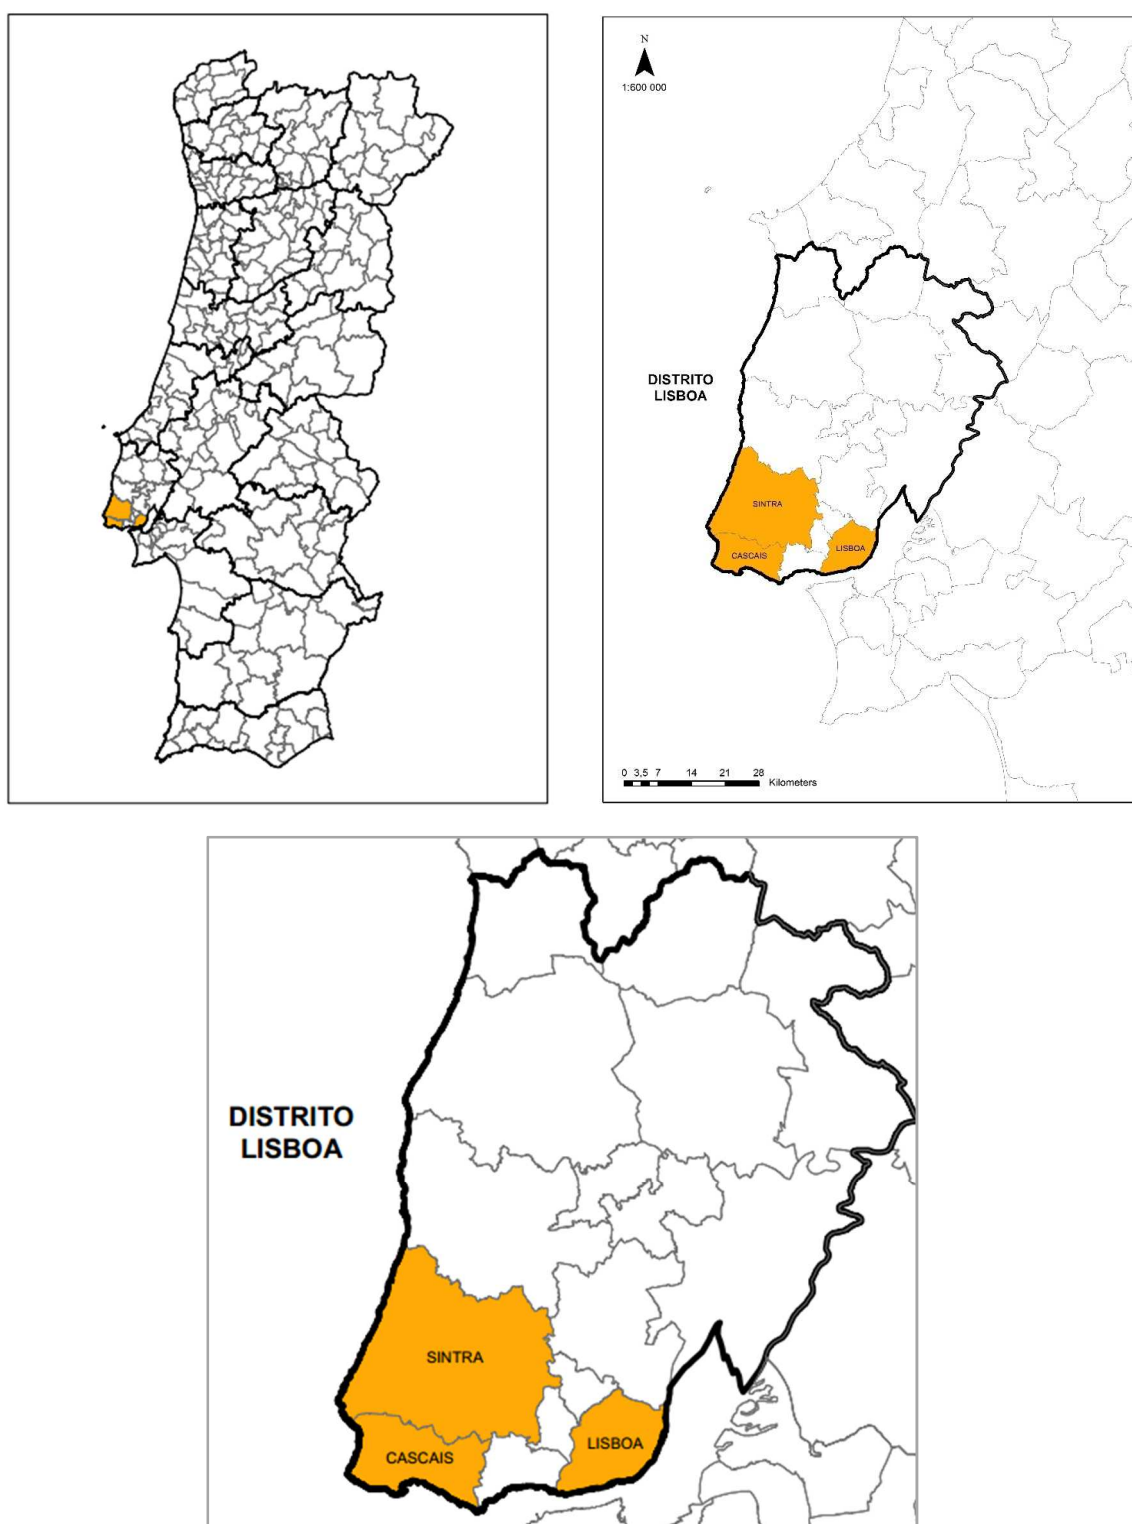 N
1:600 000
DISTRITO
LISBOA
SINTRA
CASCAIS
LISBOA
0 3,5 7 14 21 28
Kilometers
DISTRITO
LISBOA
SINTRA
CASCAIS
LISBOA